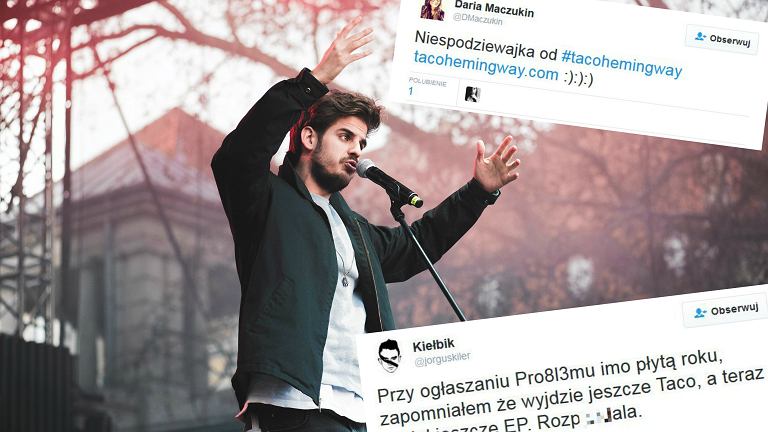 Daria Maczukin
@DMaczukin
Obserwuj
Niespodziewajka od #tacohemingway
tacohemingway.com :):):)
POLUBIENIE
1
Obserwuj
Kiełbik
@jorguskiler
Przy ogłaszaniu Pro8l3mu imo płytą roku,
zapomniałem że wyjdzie jeszcze Taco, a teraz
jeszcze EP. Rozp ala.